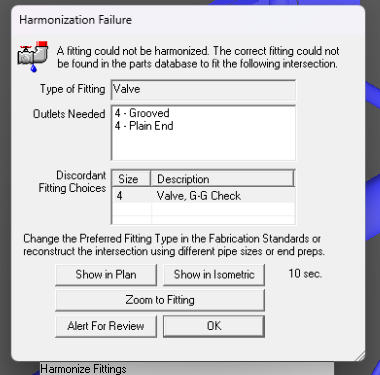 Harmonization Failure
A fitting could not be harmonized. The correct fitting could not
be found in the parts database to fit the following intersection.
Type of Fitting Valve
Outlets Needed 4 - Grooved
4 - Plain End
Discordant
Fitting Choices
Size Description
4 Valve, G-G Check
Change the Preferred Fitting Type in the Fabrication Standards or
reconstruct the intersection using different pipe sizes or end preps.
Show in Plan Show in Isometric 10 sec.
Zoom to Fitting
Alert For Review OK
Harmonize Fittings